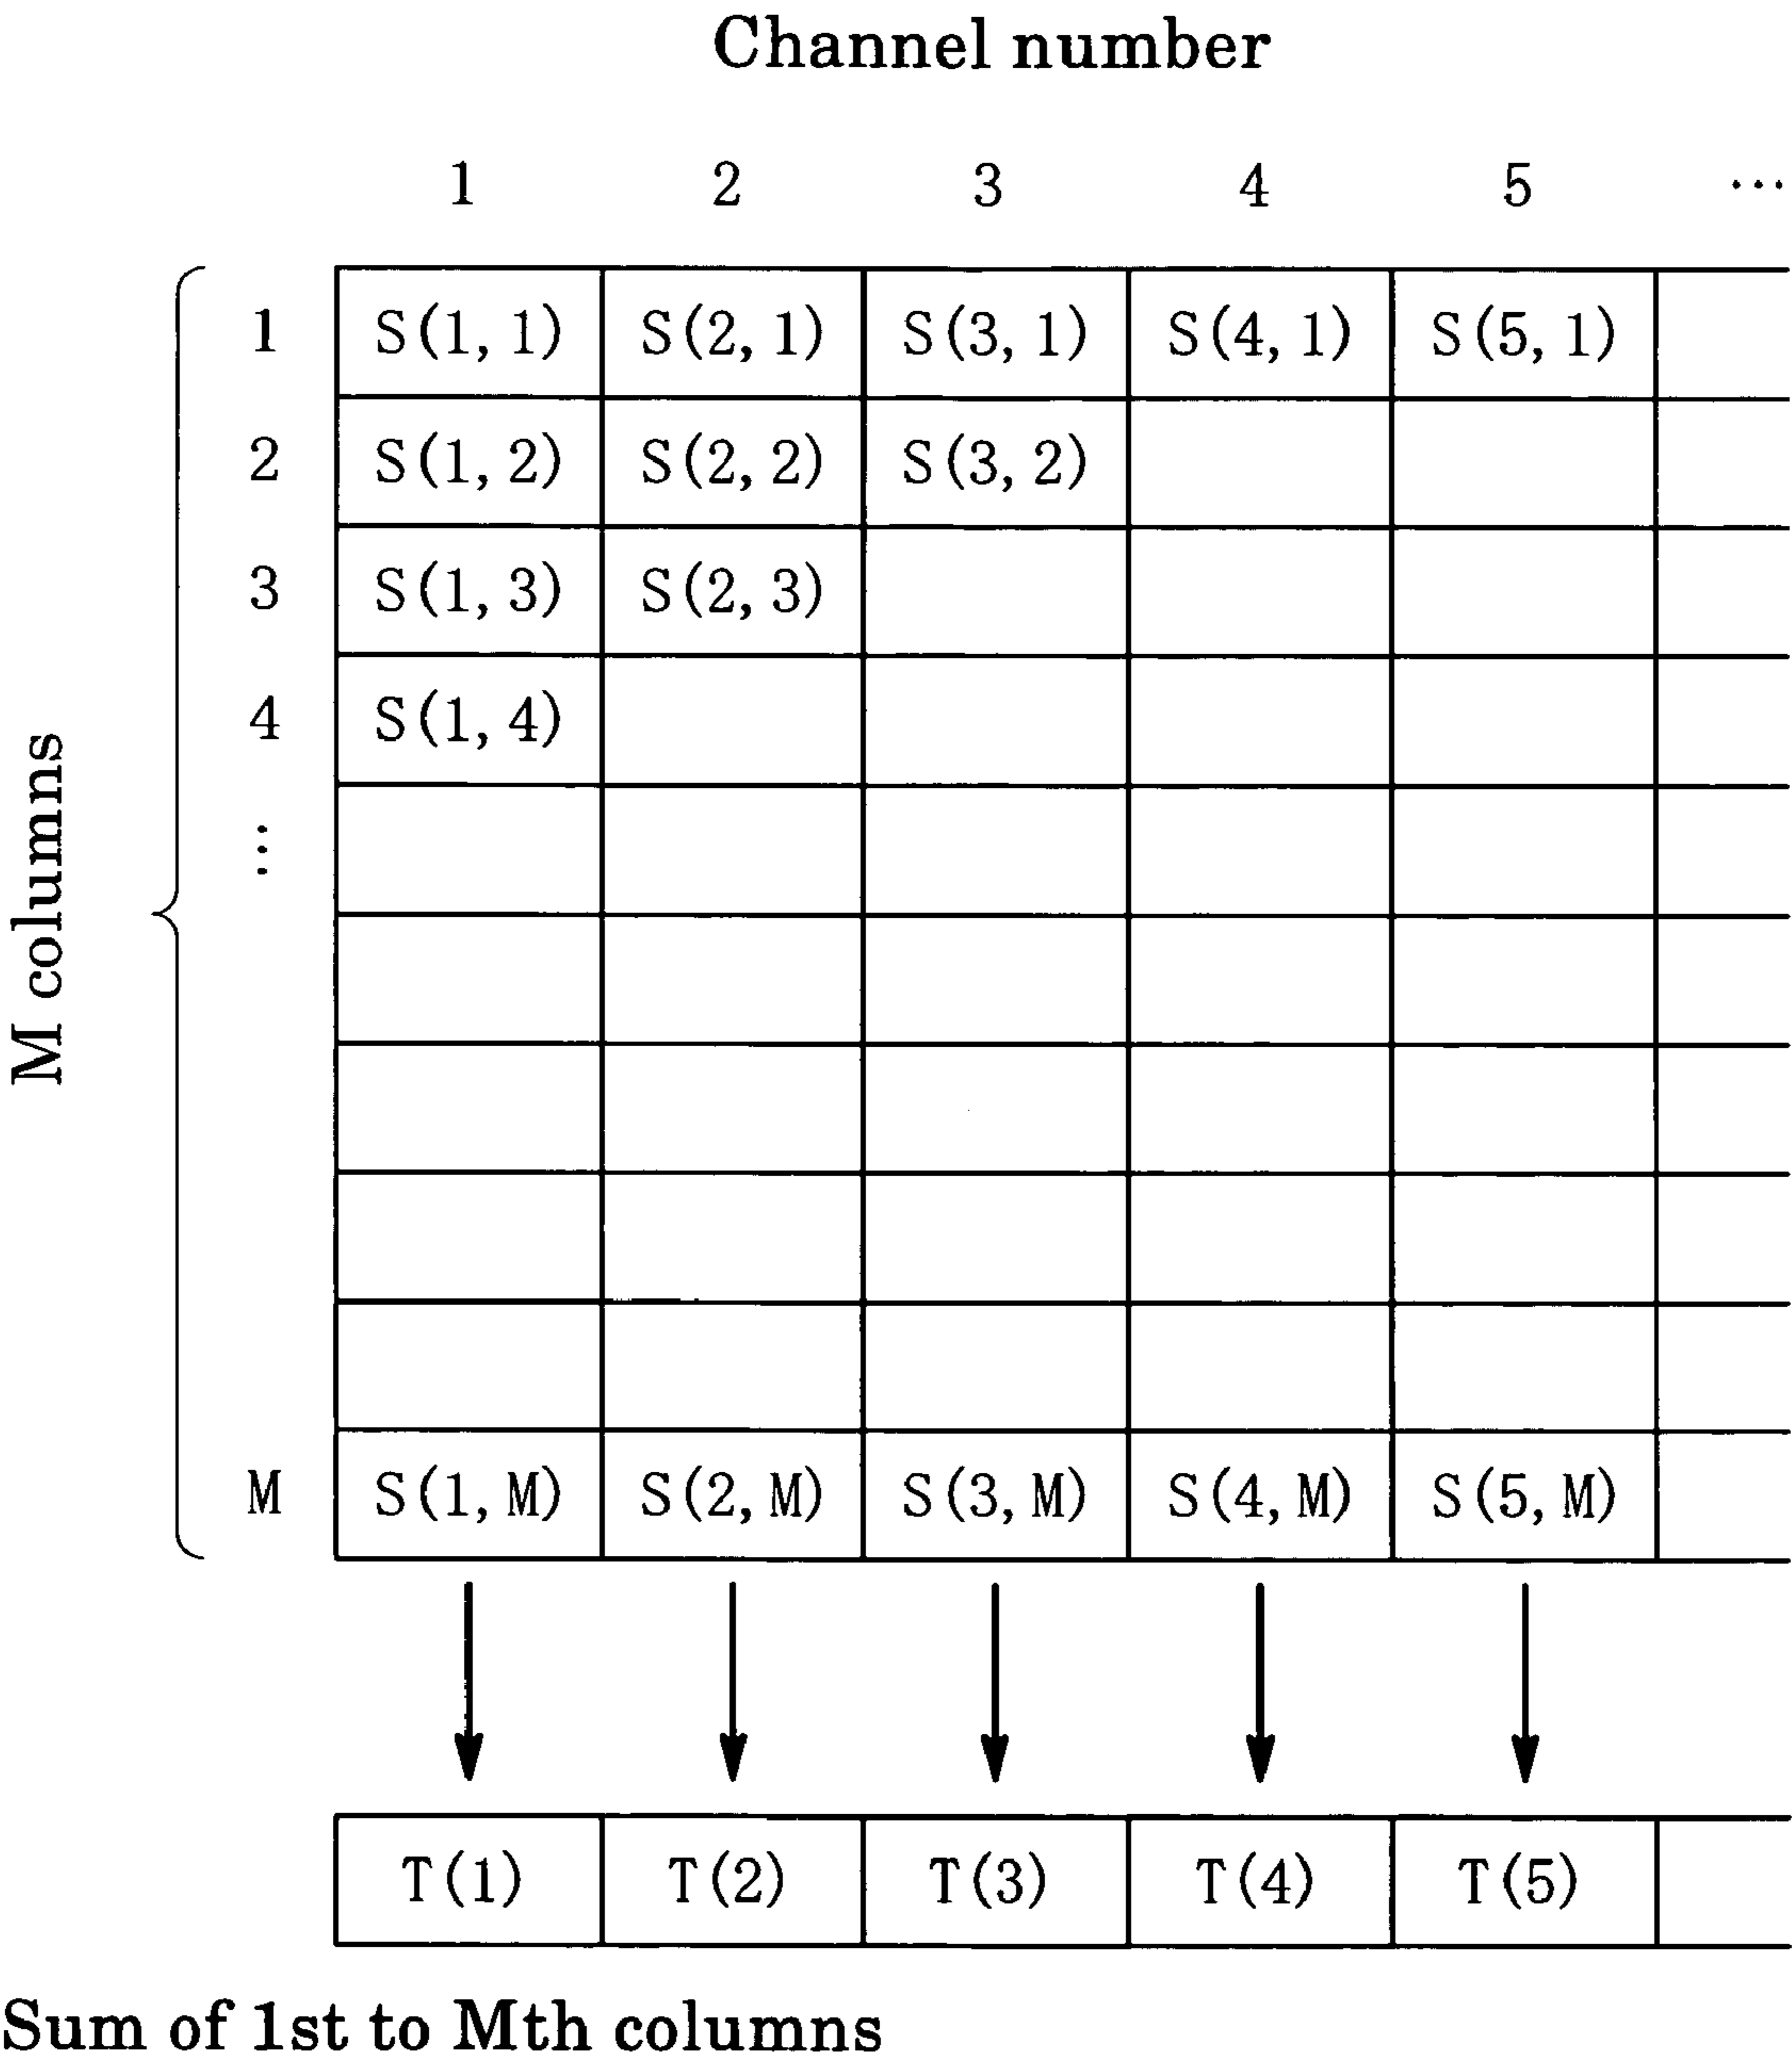 Channel number
1 2 3 4 5 ...
1 S(1, 1) S(2, 1) S(3, 1) S(4, 1) S(5, 1)
2 S(1, 2) S(2, 2) S(3, 2)
3 S(1, 3) S(2, 3)
4 S(1, 4)
⋮
M columns
M S(1, M) S(2, M) S(3, M) S(4, M) S(5, M)
T(1) T(2) T(3) T(4) T(5)
Sum of 1st to Mth columns